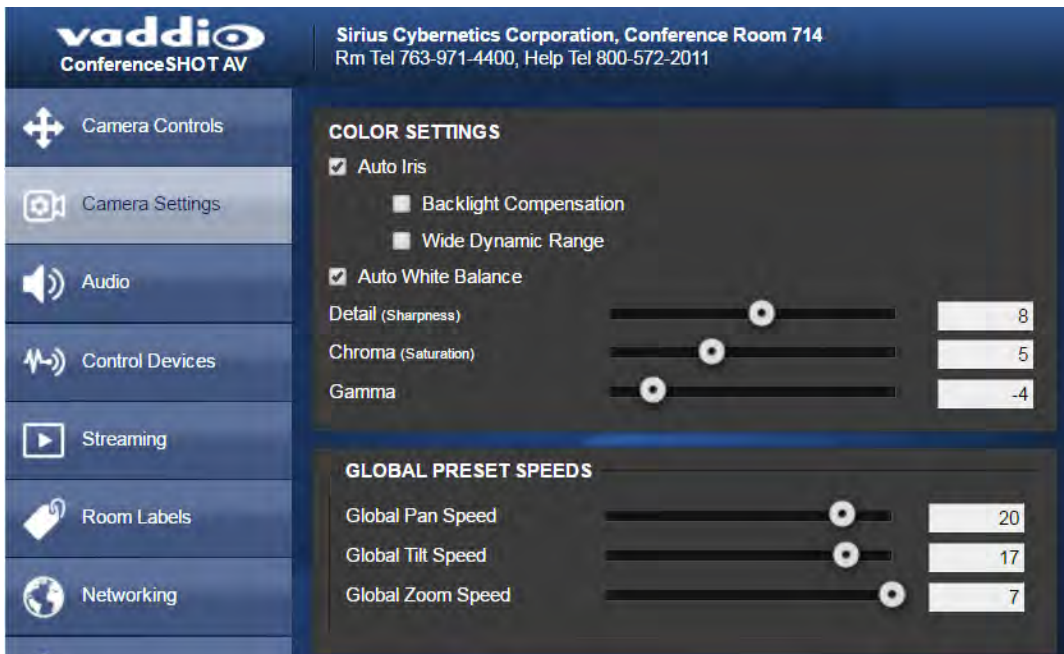 vaddio
ConferenceSHOT AV
Sirius Cybernetics Corporation, Conference Room 714
Rm Tel 763-971-4400, Help Tel 800-572-2011
Camera Controls
Camera Settings
Audio
Control Devices
Streaming
Room Labels
Networking
COLOR SETTINGS
Auto Iris
Backlight Compensation
Wide Dynamic Range
Auto White Balance
Detail (Sharpness) 8
Chroma (Saturation) 5
Gamma -4
GLOBAL PRESET SPEEDS
Global Pan Speed 20
Global Tilt Speed 17
Global Zoom Speed 7